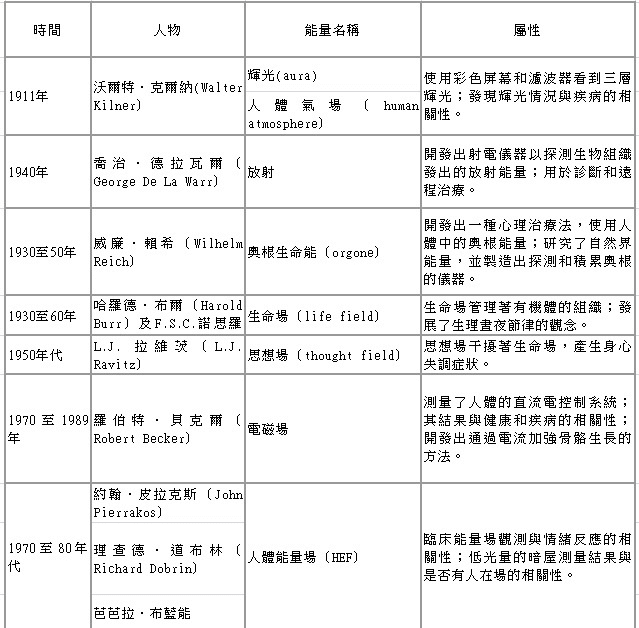 時間 人物 能量名稱 屬性
1911年
沃爾特・克爾納(Walter
Kilner)
輝光(aura)
人體氣場(human
atmosphere)
使用彩色屏幕和濾波器看到三層
輝光；發現輝光情況與疾病的相
關性。
1940年
喬治・德拉瓦爾(
George De La Warr)
放射
開發出射電儀器以探測生物組織
發出的放射能量；用於診斷和遠
程治療。
1930至50年
威廉・賴希(Wilhelm
Reich)
奧根生命能(orgone)
開發出一種心理治療法，使用人
體中的奧根能量；研究了自然界
能量，並製造出探測和積累奧根
的儀器。
1930至60年
哈羅德・布爾(Harold
Burr)及F.S.C.諾思羅
生命場(life field)
生命場管理著有機體的組織；發
展了生理晝夜節律的觀念。
1950年代
L.J. 拉維茨(L.J.
Ravitz)
思想場(thought field)
思想場干擾著生命場，產生身心
失調症狀。
1970至1989
年
羅伯特・貝克爾(
Robert Becker)
電磁場
測量了人體的直流電控制系統；
其結果與健康和疾病的相關性；
開發出通過電流加強骨骼生長的
方法。
1970至80年
代
約翰・皮拉克斯(John
Pierrakos)
理查德・道布林(
Richard Dobrin)
芭芭拉・布藍能
人體能量場(HEF)
臨床能量場觀測與情緒反應的相
關性；低光量的暗屋測量結果與
是否有人在場的相關性。